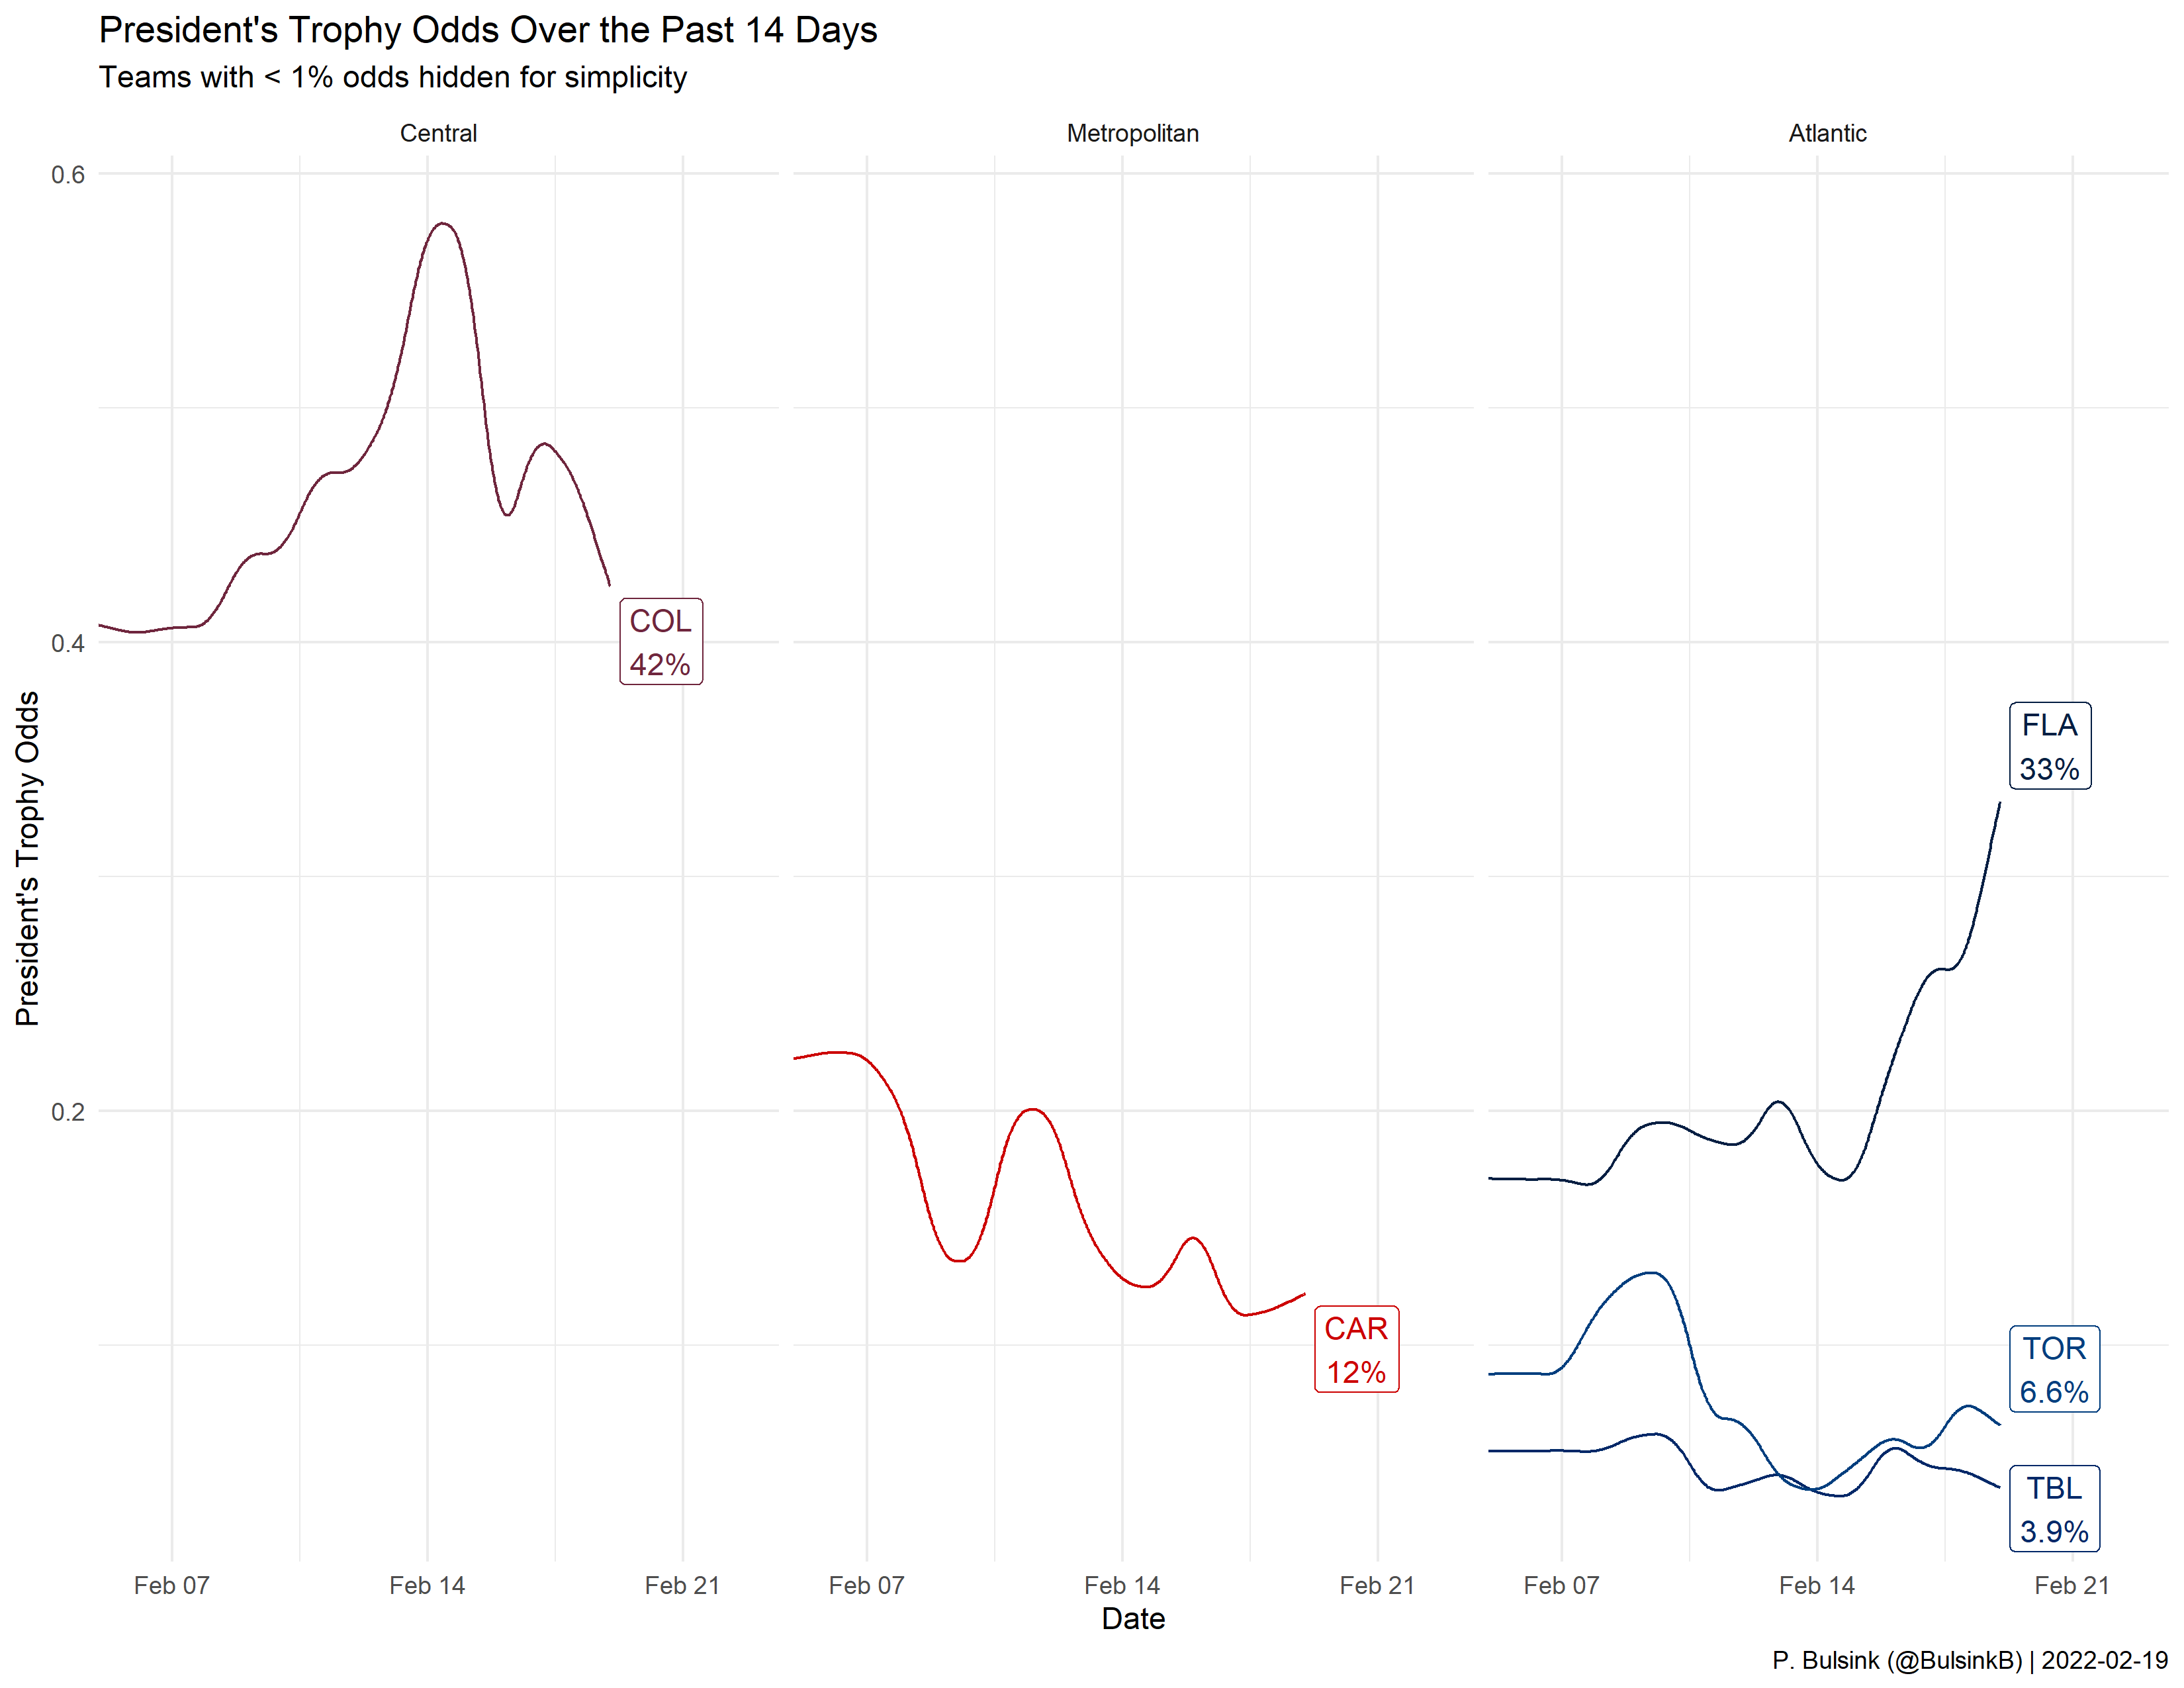 President's Trophy Odds Over the Past 14 Days
Teams with < 1% odds hidden for simplicity
Central
Metropolitan
Atlantic
0.6
0.4
0.2
President's Trophy Odds
COL
42%
CAR
12%
FLA
33%
TOR
6.6%
TBL
3.9%
Feb 07
Feb 14
Feb 21
Feb 07
Feb 14
Feb 21
Feb 07
Feb 14
Feb 21
Date
P. Bulsink (@BulsinkB) | 2022-02-19